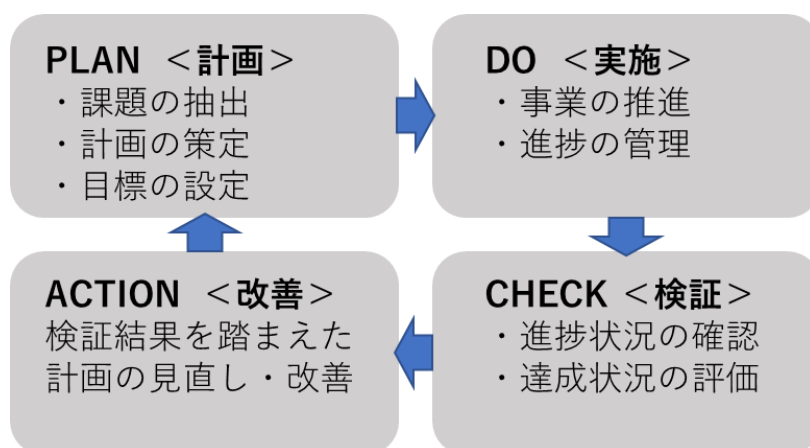 PLAN <計画>
・課題の抽出
・計画の策定
・目標の設定
DO <実施>
・事業の推進
・進捗の管理
CHECK <検証>
・進捗状況の確認
・達成状況の評価
ACTION <改善>
検証結果を踏まえた
計画の見直し・改善